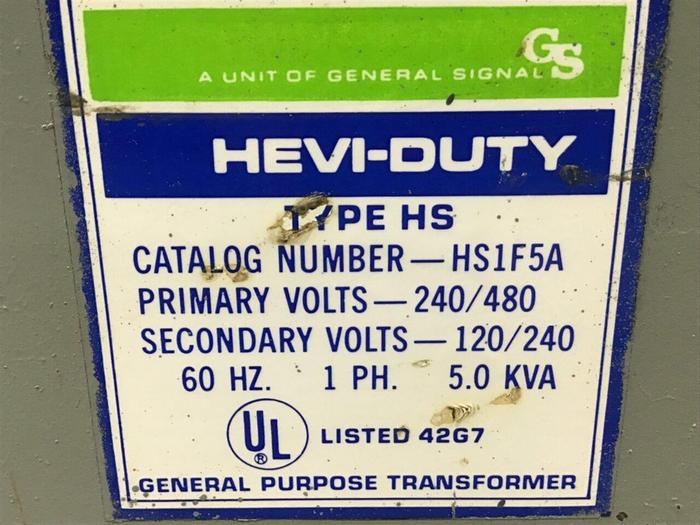 GS
A UNIT OF GENERAL SIGNAL
HEVI-DUTY
TYPE HS
CATALOG NUMBER — HS1F5A
PRIMARY VOLTS — 240/480
SECONDARY VOLTS — 120/240
60 HZ. 1 PH. 5.0 KVA
UL® LISTED 42G7
GENERAL PURPOSE TRANSFORMER